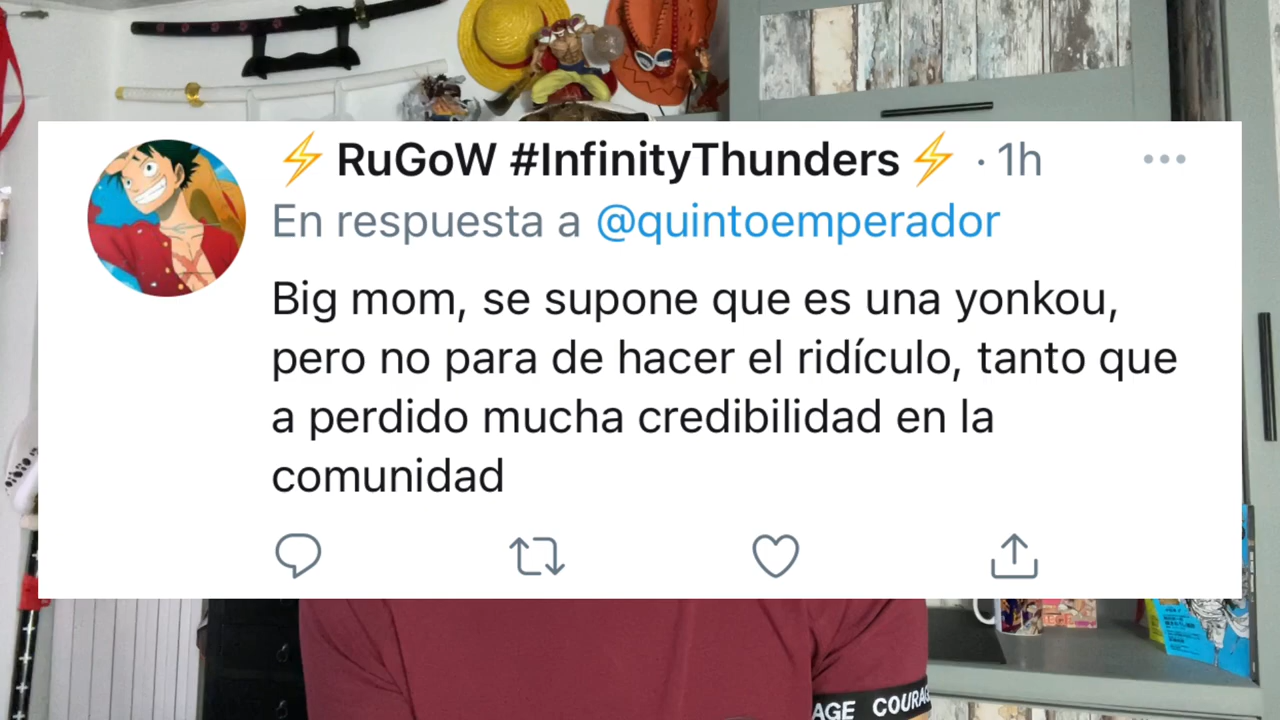 ⚡ RuGoW #InfinityThunders⚡ · 1h
En respuesta a @quintoemperador
Big mom, se supone que es una yonkou,
pero no para de hacer el ridículo, tanto que
a perdido mucha credibilidad en la
comunidad
AGE COURAGE